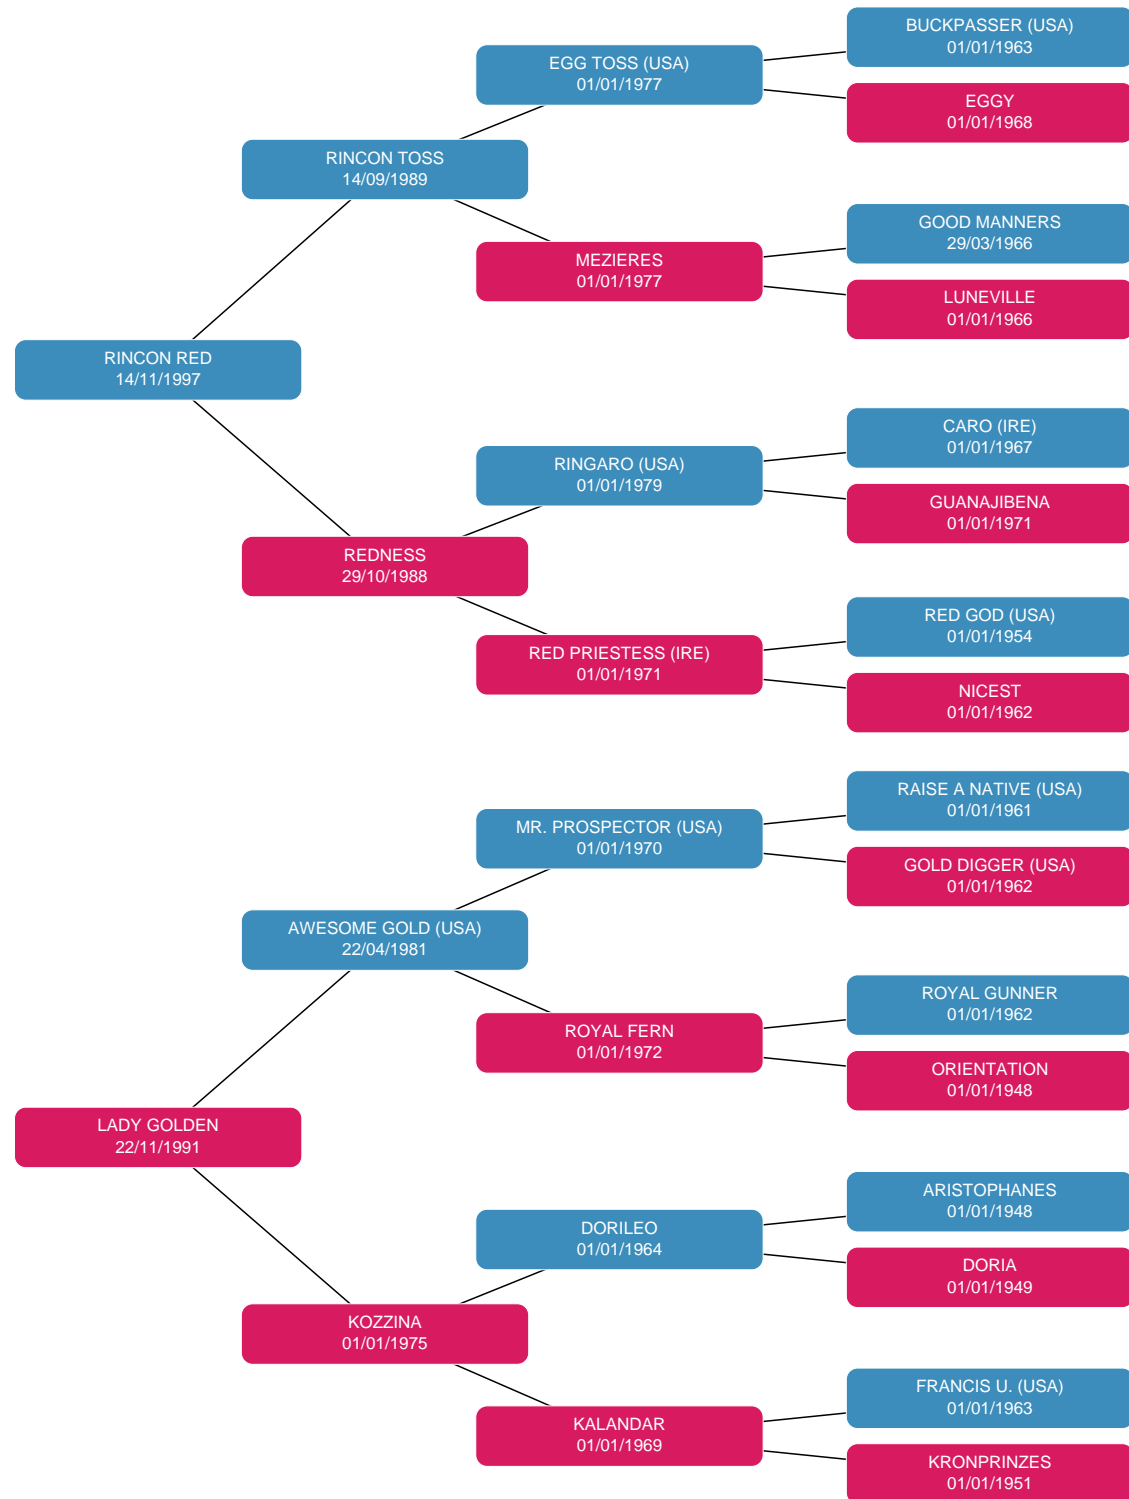 BUCKPASSER (USA)
01/01/1963
EGG TOSS (USA)
01/01/1977
EGGY
01/01/1968
RINCON TOSS
14/09/1989
GOOD MANNERS
29/03/1966
MEZIERES
01/01/1977
LUNEVILLE
01/01/1966
RINCON RED
14/11/1997
CARO (IRE)
01/01/1967
RINGARO (USA)
01/01/1979
GUANAJIBENA
01/01/1971
REDNESS
29/10/1988
RED GOD (USA)
01/01/1954
RED PRIESTESS (IRE)
01/01/1971
NICEST
01/01/1962
RAISE A NATIVE (USA)
01/01/1961
MR. PROSPECTOR (USA)
01/01/1970
GOLD DIGGER (USA)
01/01/1962
AWESOME GOLD (USA)
22/04/1981
ROYAL GUNNER
01/01/1962
ROYAL FERN
01/01/1972
ORIENTATION
01/01/1948
LADY GOLDEN
22/11/1991
ARISTOPHANES
01/01/1948
DORILEO
01/01/1964
DORIA
01/01/1949
KOZZINA
01/01/1975
FRANCIS U. (USA)
01/01/1963
KALANDAR
01/01/1969
KRONPRINZES
01/01/1951